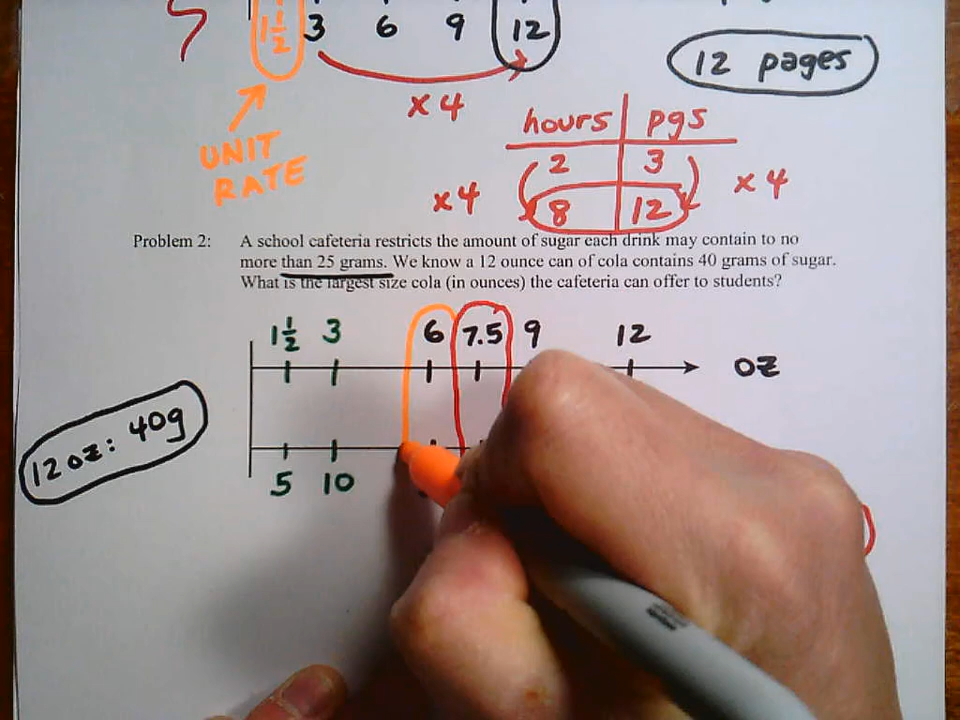 1 1/2 3 6 9 12
12 pages
x 4
UNIT
RATE
hours pgs
2 3
x 4 x 4
8 12
Problem 2: A school cafeteria restricts the amount of sugar each drink may contain to no
more than 25 grams. We know a 12 ounce can of cola contains 40 grams of sugar.
What is the largest size cola (in ounces) the cafeteria can offer to students?
1 1/2 3 6 7.5 9 12
oz
12 oz: 40g
5 10